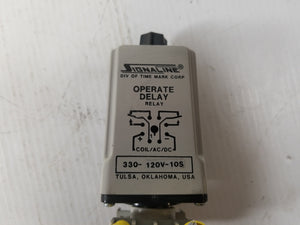 SIGNALINE
DIV OF TIME MARK CORP
OPERATE
DELAY
RELAY
COIL/AC/DC
330- 120V-10S
TULSA, OKLAHOMA, USA